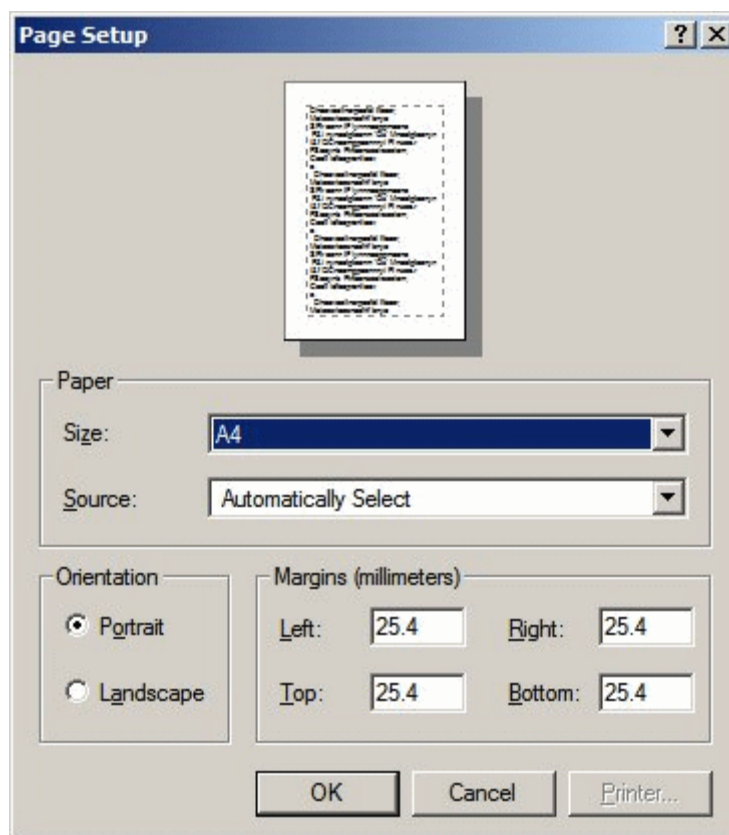 Page Setup
Paper
Size: A4
Source: Automatically Select
Orientation
Portrait
Landscape
Margins (millimeters)
Left: 25.4 Right: 25.4
Top: 25.4 Bottom: 25.4
OK Cancel Printer...